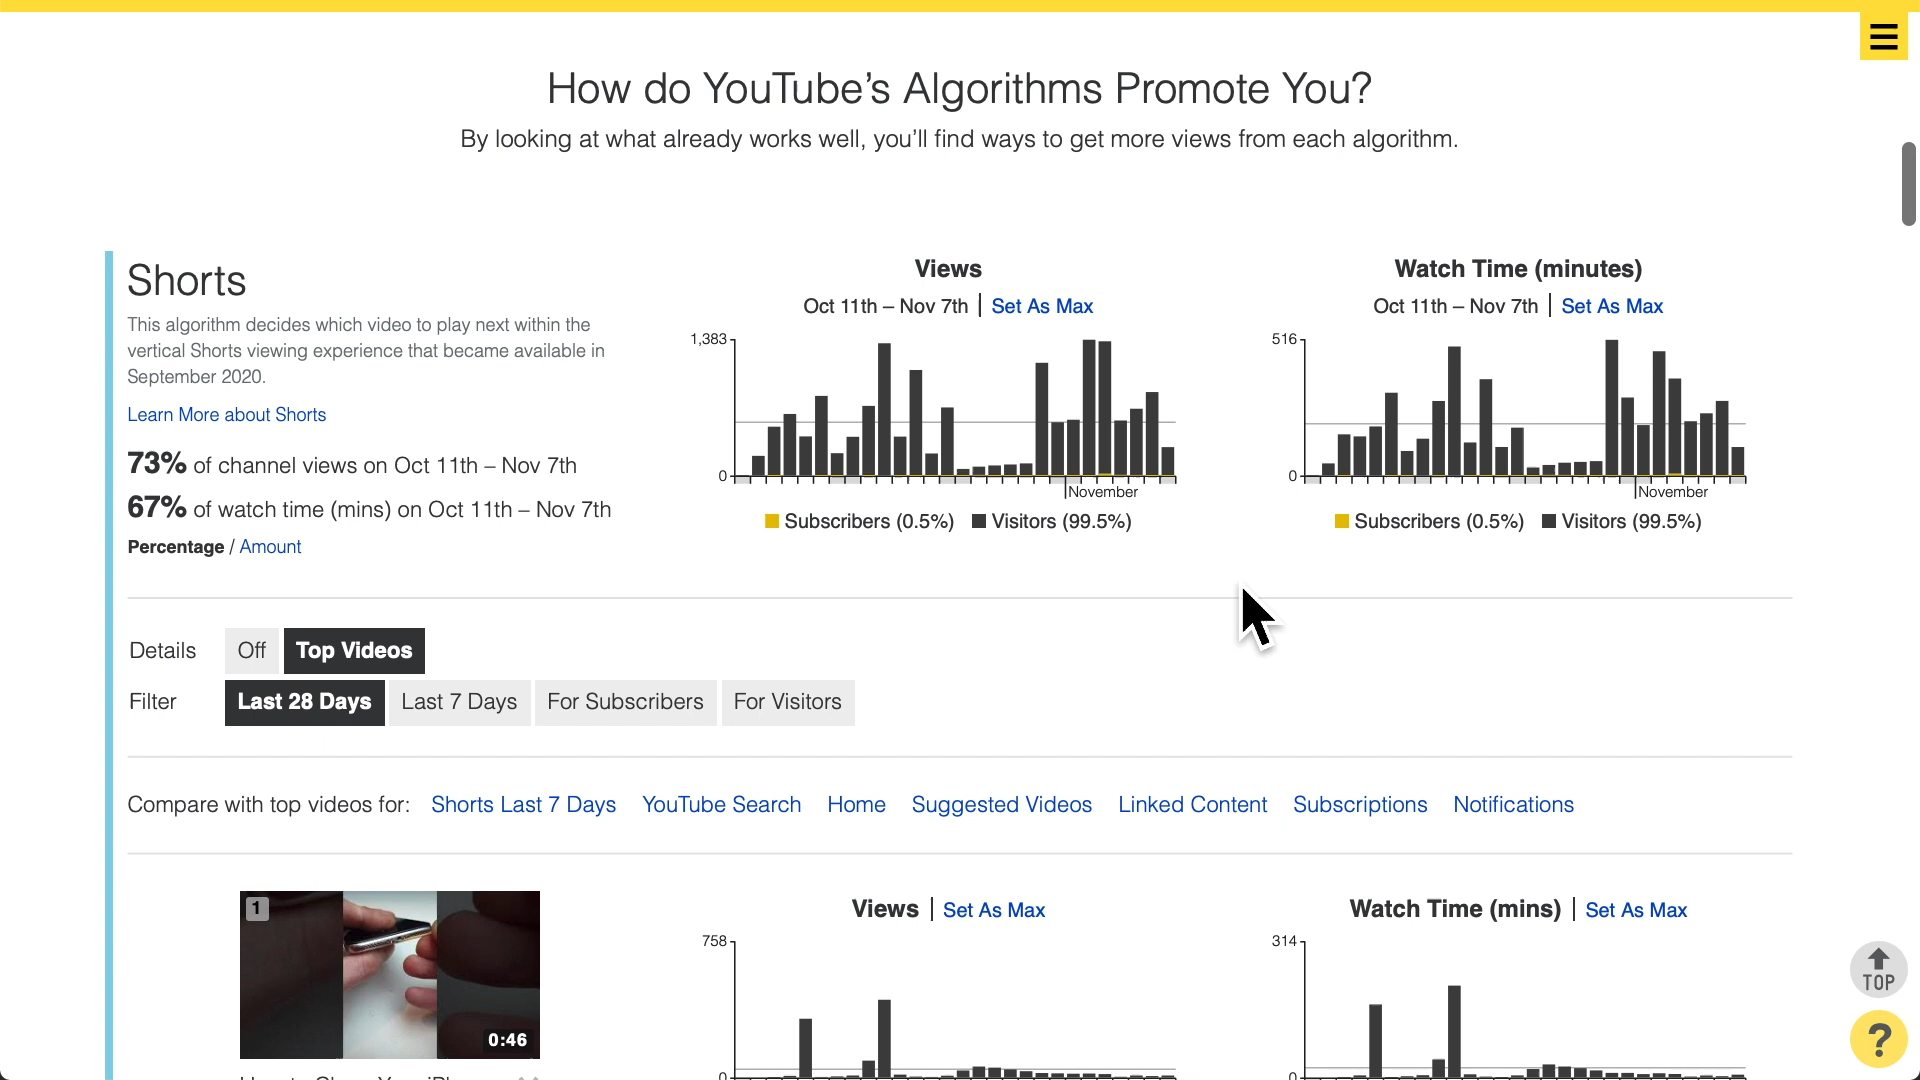 How do YouTube’s Algorithms Promote You?
By looking at what already works well, you’ll find ways to get more views from each algorithm.
Shorts
This algorithm decides which video to play next within the
vertical Shorts viewing experience that became available in
September 2020.
Learn More about Shorts
73% of channel views on Oct 11th – Nov 7th
67% of watch time (mins) on Oct 11th – Nov 7th
Percentage / Amount
Views
Oct 11th – Nov 7th | Set As Max
1,383
0
November
Subscribers (0.5%) Visitors (99.5%)
Watch Time (minutes)
Oct 11th – Nov 7th | Set As Max
516
0
November
Subscribers (0.5%) Visitors (99.5%)
Details Off Top Videos
Filter Last 28 Days Last 7 Days For Subscribers For Visitors
Compare with top videos for: Shorts Last 7 Days YouTube Search Home Suggested Videos Linked Content Subscriptions Notifications
1
0:46
Views | Set As Max
758
0
Watch Time (mins) | Set As Max
314
0
TOP
?